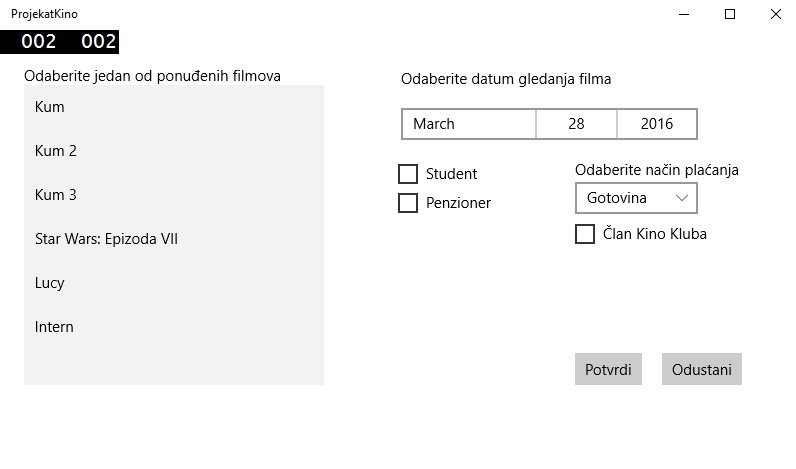 ProjekatKino
002 002
Odaberite jedan od ponuđenih filmova
Kum
Kum 2
Kum 3
Star Wars: Epizoda VII
Lucy
Intern
Odaberite datum gledanja filma
March 28 2016
Student
Penzioner
Odaberite način plaćanja
Gotovina
Član Kino Kluba
Potvrdi
Odustani